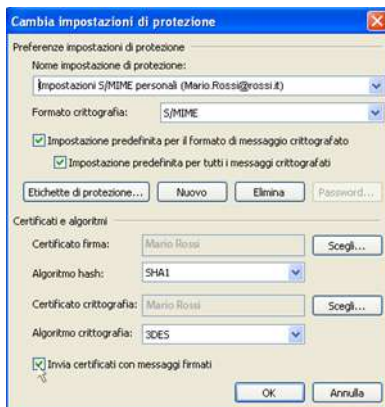 Cambia impostazioni di protezione
Preferenze impostazioni di protezione
Nome impostazione di protezione:
Impostazioni S/MIME personali (Mario.Rossi@rossi.it)
Formato crittografia: S/MIME
Impostazione predefinita per il formato di messaggio crittografato
Impostazione predefinita per tutti i messaggi crittografati
Etichette di protezione... Nuovo Elimina Password...
Certificati e algoritmi
Certificato firma: Mario Rossi Scegli...
Algoritmo hash: SHA1
Certificato crittografia: Mario Rossi Scegli...
Algoritmo crittografia: 3DES
Invia certificati con messaggi firmati
OK Annulla